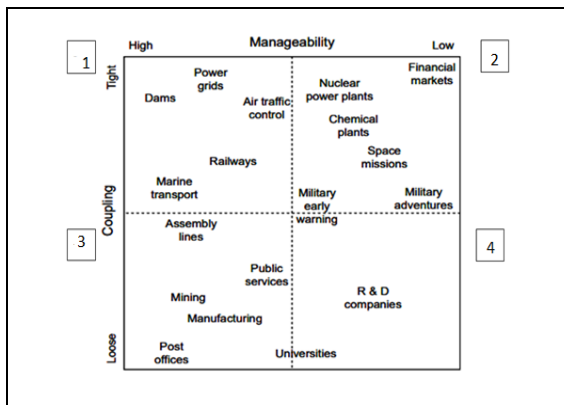 High Manageability Low
1
2
Tight
Financial
markets
Power
grids
Nuclear
power plants
Dams
Air traffic
control
Chemical
plants
Space
missions
Railways
Marine
transport
Military
early
warning
Military
adventures
Coupling
Assembly
lines
3
4
Public
services
R & D
companies
Mining
Manufacturing
Post
offices
Universities
Loose